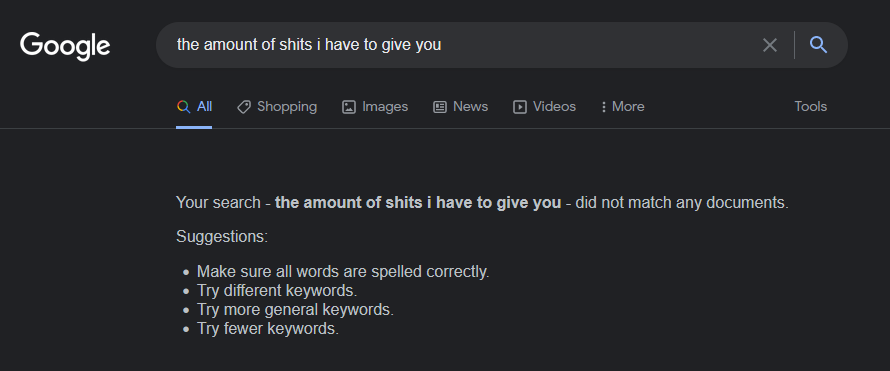 Google
the amount of shits i have to give you
All Shopping Images News Videos More Tools
Your search - the amount of shits i have to give you - did not match any documents.
Suggestions:
Make sure all words are spelled correctly.
Try different keywords.
Try more general keywords.
Try fewer keywords.